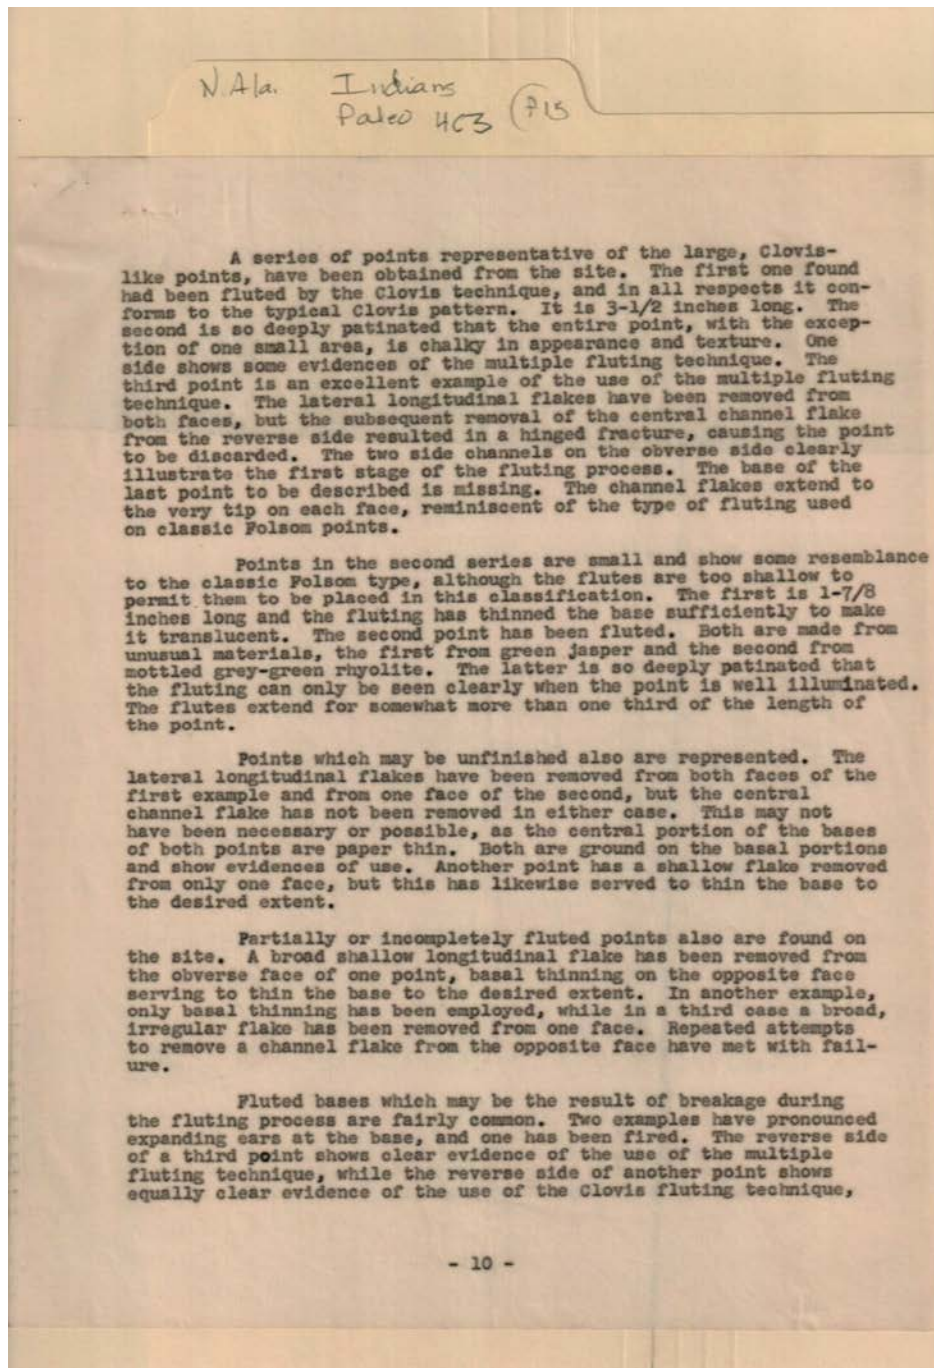 N. Ala. Indians
Paleo 4C3 P15
A series of points representative of the large, Clovis-
like points, have been obtained from the site. The first one found
had been fluted by the Clovis technique, and in all respects it con-
forms to the typical Clovis pattern. It is 3-1/2 inches long. The
second is so deeply patinated that the entire point, with the excep-
tion of one small area, is chalky in appearance and texture. One
side shows some evidences of the multiple fluting technique. The
third point is an excellent example of the use of the multiple fluting
technique. The lateral longitudinal flakes have been removed from
both faces, but the subsequent removal of the central channel flake
from the reverse side resulted in a hinged fracture, causing the point
to be discarded. The two side channels on the obverse side clearly
illustrate the first stage of the fluting process. The base of the
last point to be described is missing. The channel flakes extend to
the very tip on each face, reminiscent of the type of fluting used
on classic Folsom points.
Points in the second series are small and show some resemblance
to the classic Folsom type, although the flutes are too shallow to
permit them to be placed in this classification. The first is 1-7/8
inches long and the fluting has thinned the base sufficiently to make
it translucent. The second point has been fluted. Both are made from
unusual materials, the first from green jasper and the second from
mottled grey-green rhyolite. The latter is so deeply patinated that
the fluting can only be seen clearly when the point is well illuminated.
The flutes extend for somewhat more than one third of the length of
the point.
Points which may be unfinished also are represented. The
lateral longitudinal flakes have been removed from both faces of the
first example and from one face of the second, but the central
channel flake has not been removed in either case. This may not
have been necessary or possible, as the central portion of the bases
of both points are paper thin. Both are ground on the basal portions
and show evidences of use. Another point has a shallow flake removed
from only one face, but this has likewise served to thin the base to
the desired extent.
Partially or incompletely fluted points also are found on
the site. A broad shallow longitudinal flake has been removed from
the obverse face of one point, basal thinning on the opposite face
serving to thin the base to the desired extent. In another example,
only basal thinning has been employed, while in a third case a broad,
irregular flake has been removed from one face. Repeated attempts
to remove a channel flake from the opposite face have met with fail-
ure.
Fluted bases which may be the result of breakage during
the fluting process are fairly common. Two examples have pronounced
expanding ears at the base, and one has been fired. The reverse side
of a third point shows clear evidence of the use of the multiple
fluting technique, while the reverse side of another point shows
equally clear evidence of the use of the Clovis fluting technique,
- 10 -